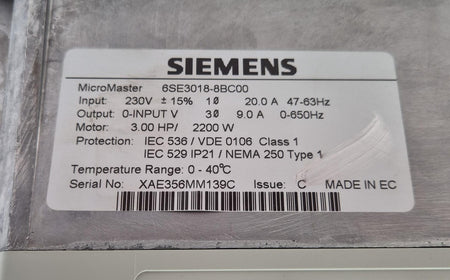 SIEMENS
MicroMaster 6SE3018-8BC00
Input: 230V ± 15% 1Ø 20.0 A 47-63Hz
Output: 0-INPUT V 3Ø 9.0 A 0-650Hz
Motor: 3.00 HP/ 2200 W
Protection: IEC 536 / VDE 0106 Class 1
IEC 529 IP21 / NEMA 250 Type 1
Temperature Range: 0 - 40°C
Serial No: XAE356MM139C Issue: C MADE IN EC